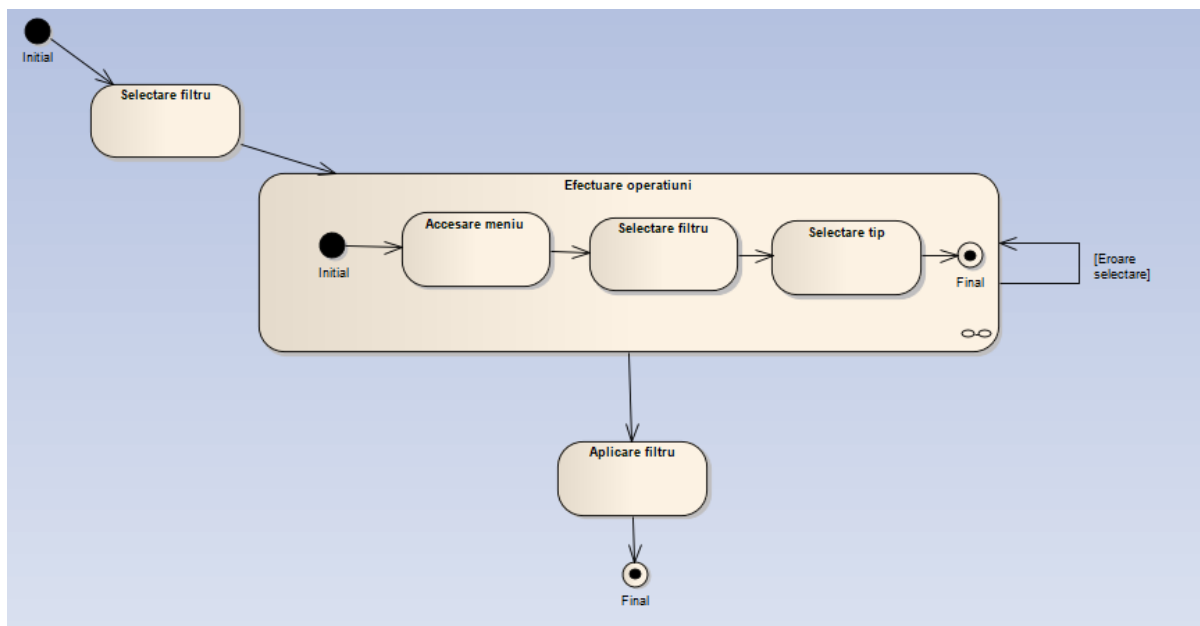 Initial
Selectare filtru
Efectuare operatiuni
Accesare meniu
Selectare filtru
Selectare tip
Initial
Final
[Eroare
selectare]
Aplicare filtru
Final